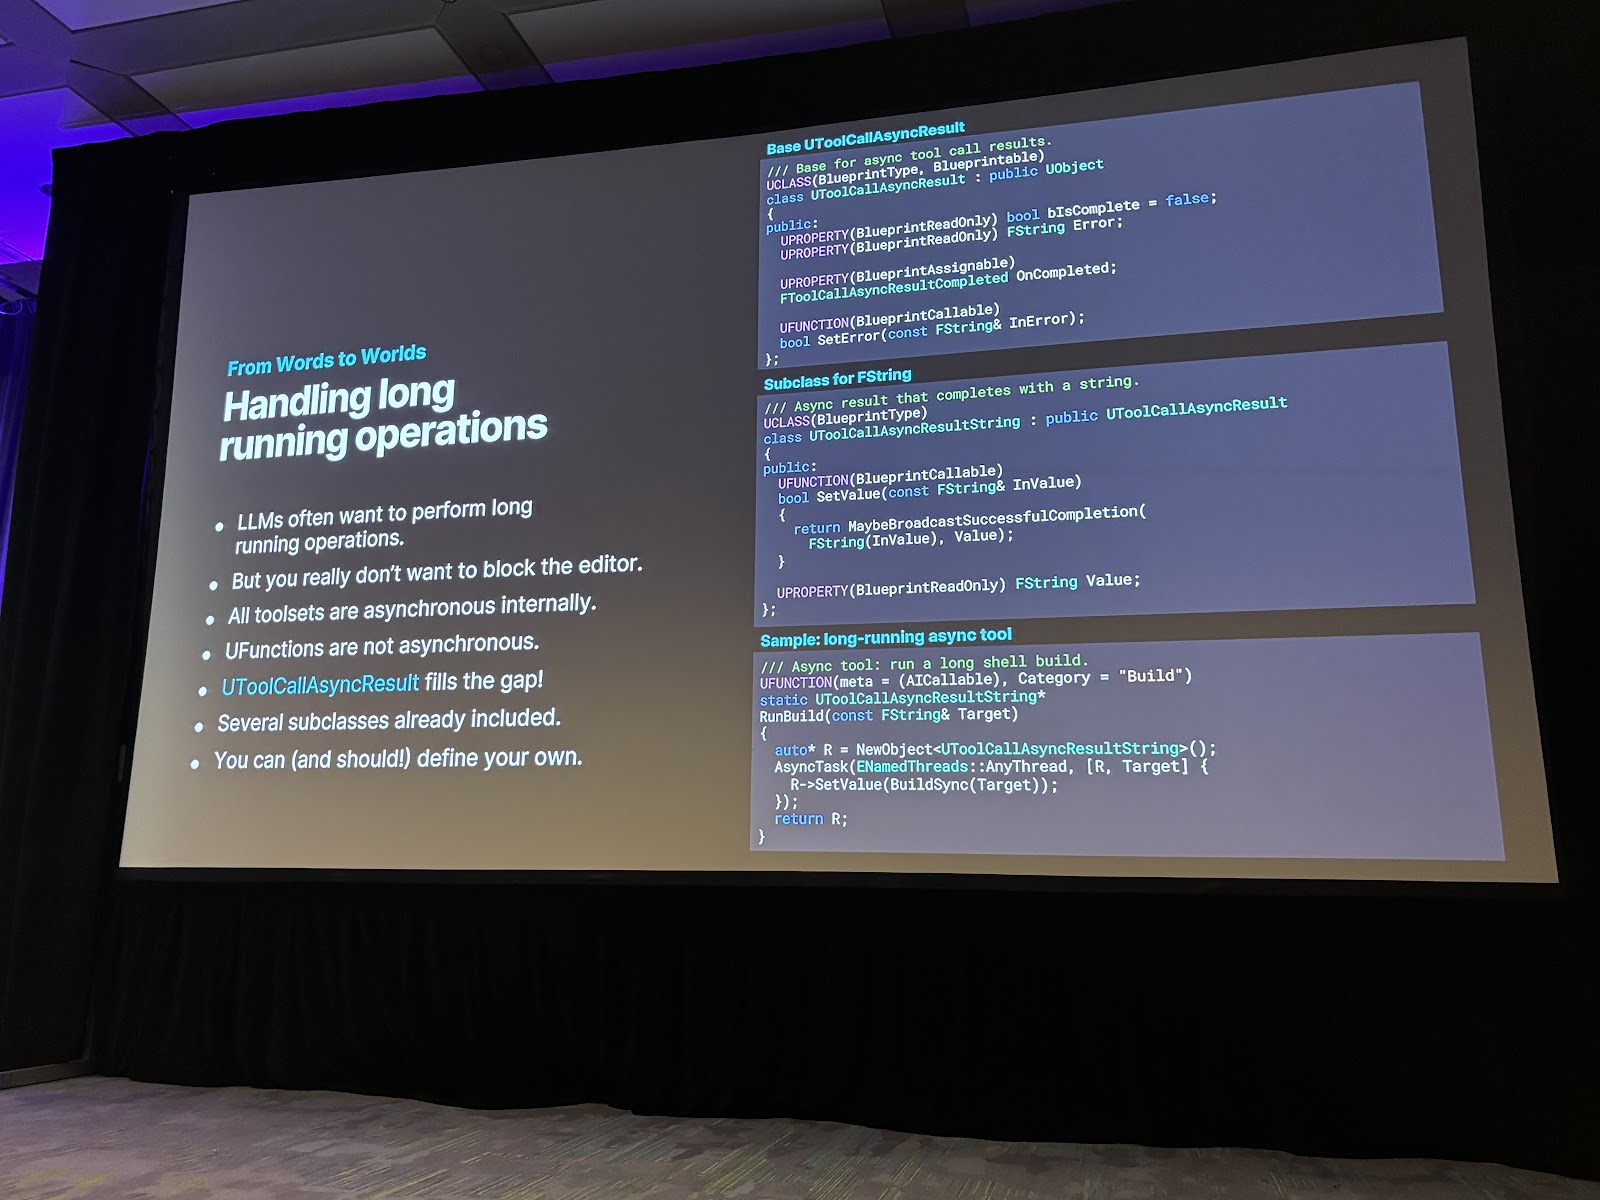 From Words to Worlds
Handling long
running operations
• LLMs often want to perform long
running operations.
• But you really don't want to block the editor.
• All toolsets are asynchronous internally.
• UFunctions are not asynchronous.
• UToolCallAsyncResult fills the gap!
• Several subclasses already included.
• You can (and should!) define your own.
Base UToolCallAsyncResult
/// Base for async tool call results.
UCLASS(BlueprintType, Blueprintable)
class UToolCallAsyncResult : public UObject
{
public:
  UPROPERTY(BlueprintReadOnly) bool bIsComplete = false;
  UPROPERTY(BlueprintReadOnly) FString Error;
  UPROPERTY(BlueprintAssignable)
  FToolCallAsyncResultCompleted OnCompleted;
  UFUNCTION(BlueprintCallable)
  bool SetError(const FString& InError);
};
Subclass for FString
/// Async result that completes with a string.
UCLASS(BlueprintType)
class UToolCallAsyncResultString : public UToolCallAsyncResult
{
public:
  UFUNCTION(BlueprintCallable)
  bool SetValue(const FString& InValue)
  {
    return MaybeBroadcastSuccessfulCompletion(
      FString(InValue), Value);
  }
  UPROPERTY(BlueprintReadOnly) FString Value;
};
Sample: long-running async tool
/// Async tool: run a long shell build.
UFUNCTION(meta = (AICallable), Category = "Build")
static UToolCallAsyncResultString*
RunBuild(const FString& Target)
{
  auto* R = NewObject<UToolCallAsyncResultString>();
  AsyncTask(ENamedThreads::AnyThread, [R, Target] {
    R->SetValue(BuildSync(Target));
  });
  return R;
}